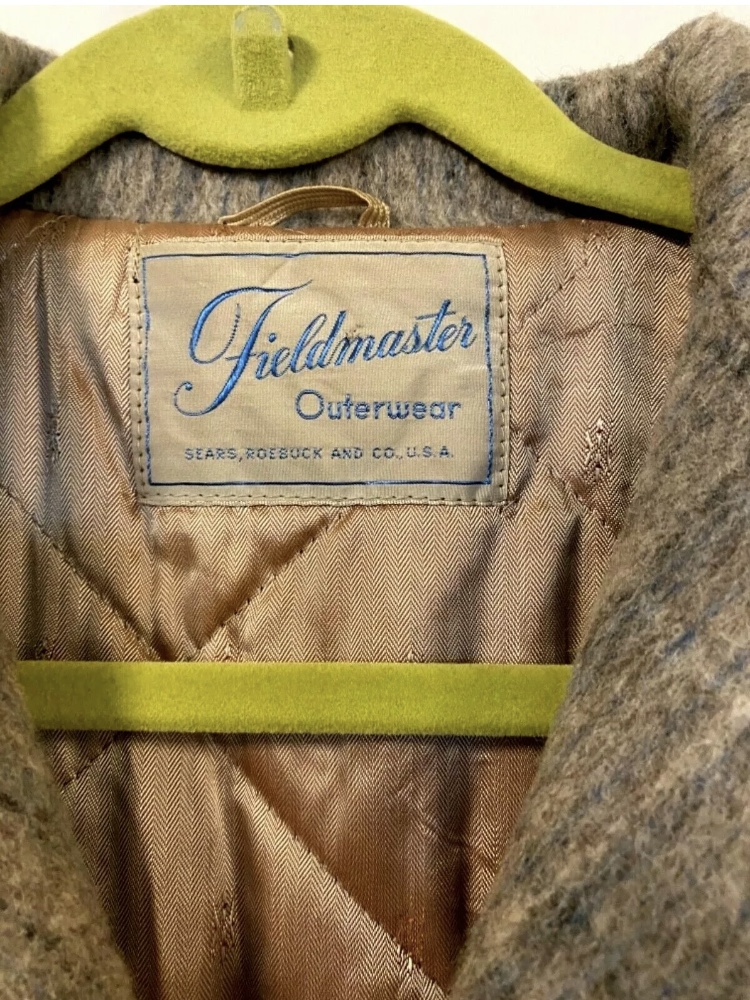 Fieldmaster
Outerwear
SEARS, ROEBUCK AND CO., U.S.A.